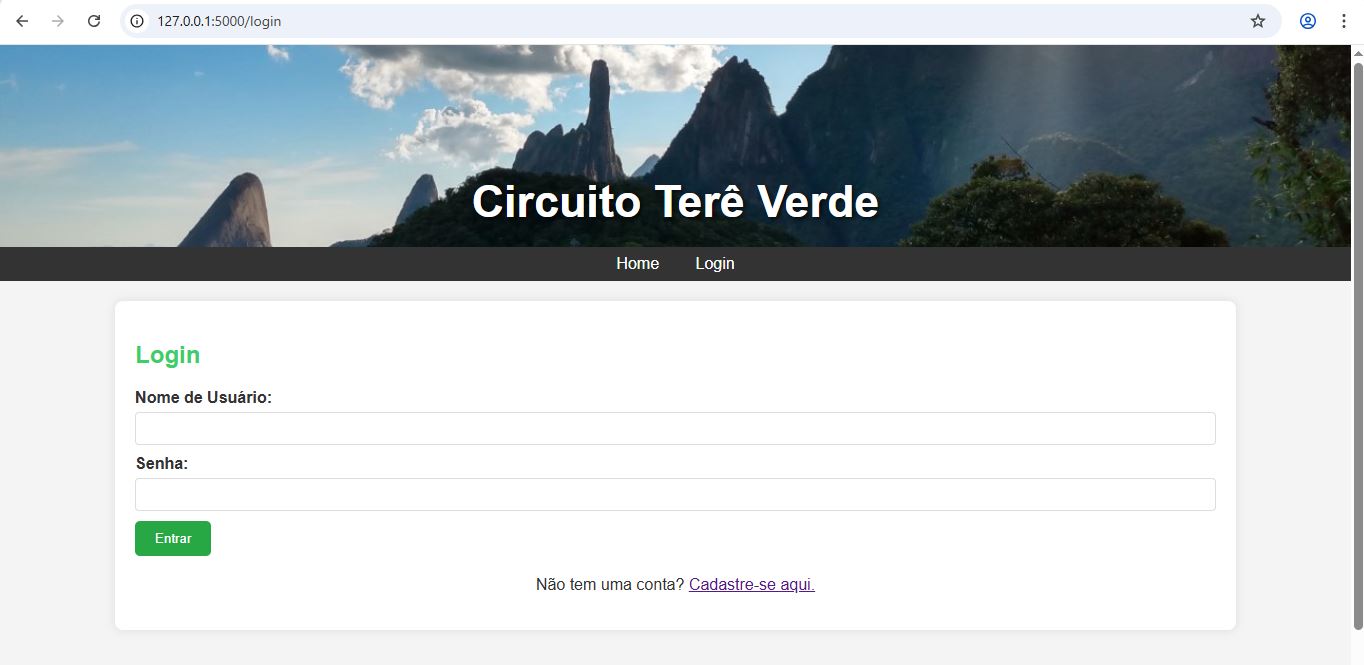 127.0.0.1:5000/login
Circuito Terê Verde
Home Login
Login
Nome de Usuário:
Senha:
Entrar
Não tem uma conta? Cadastre-se aqui.